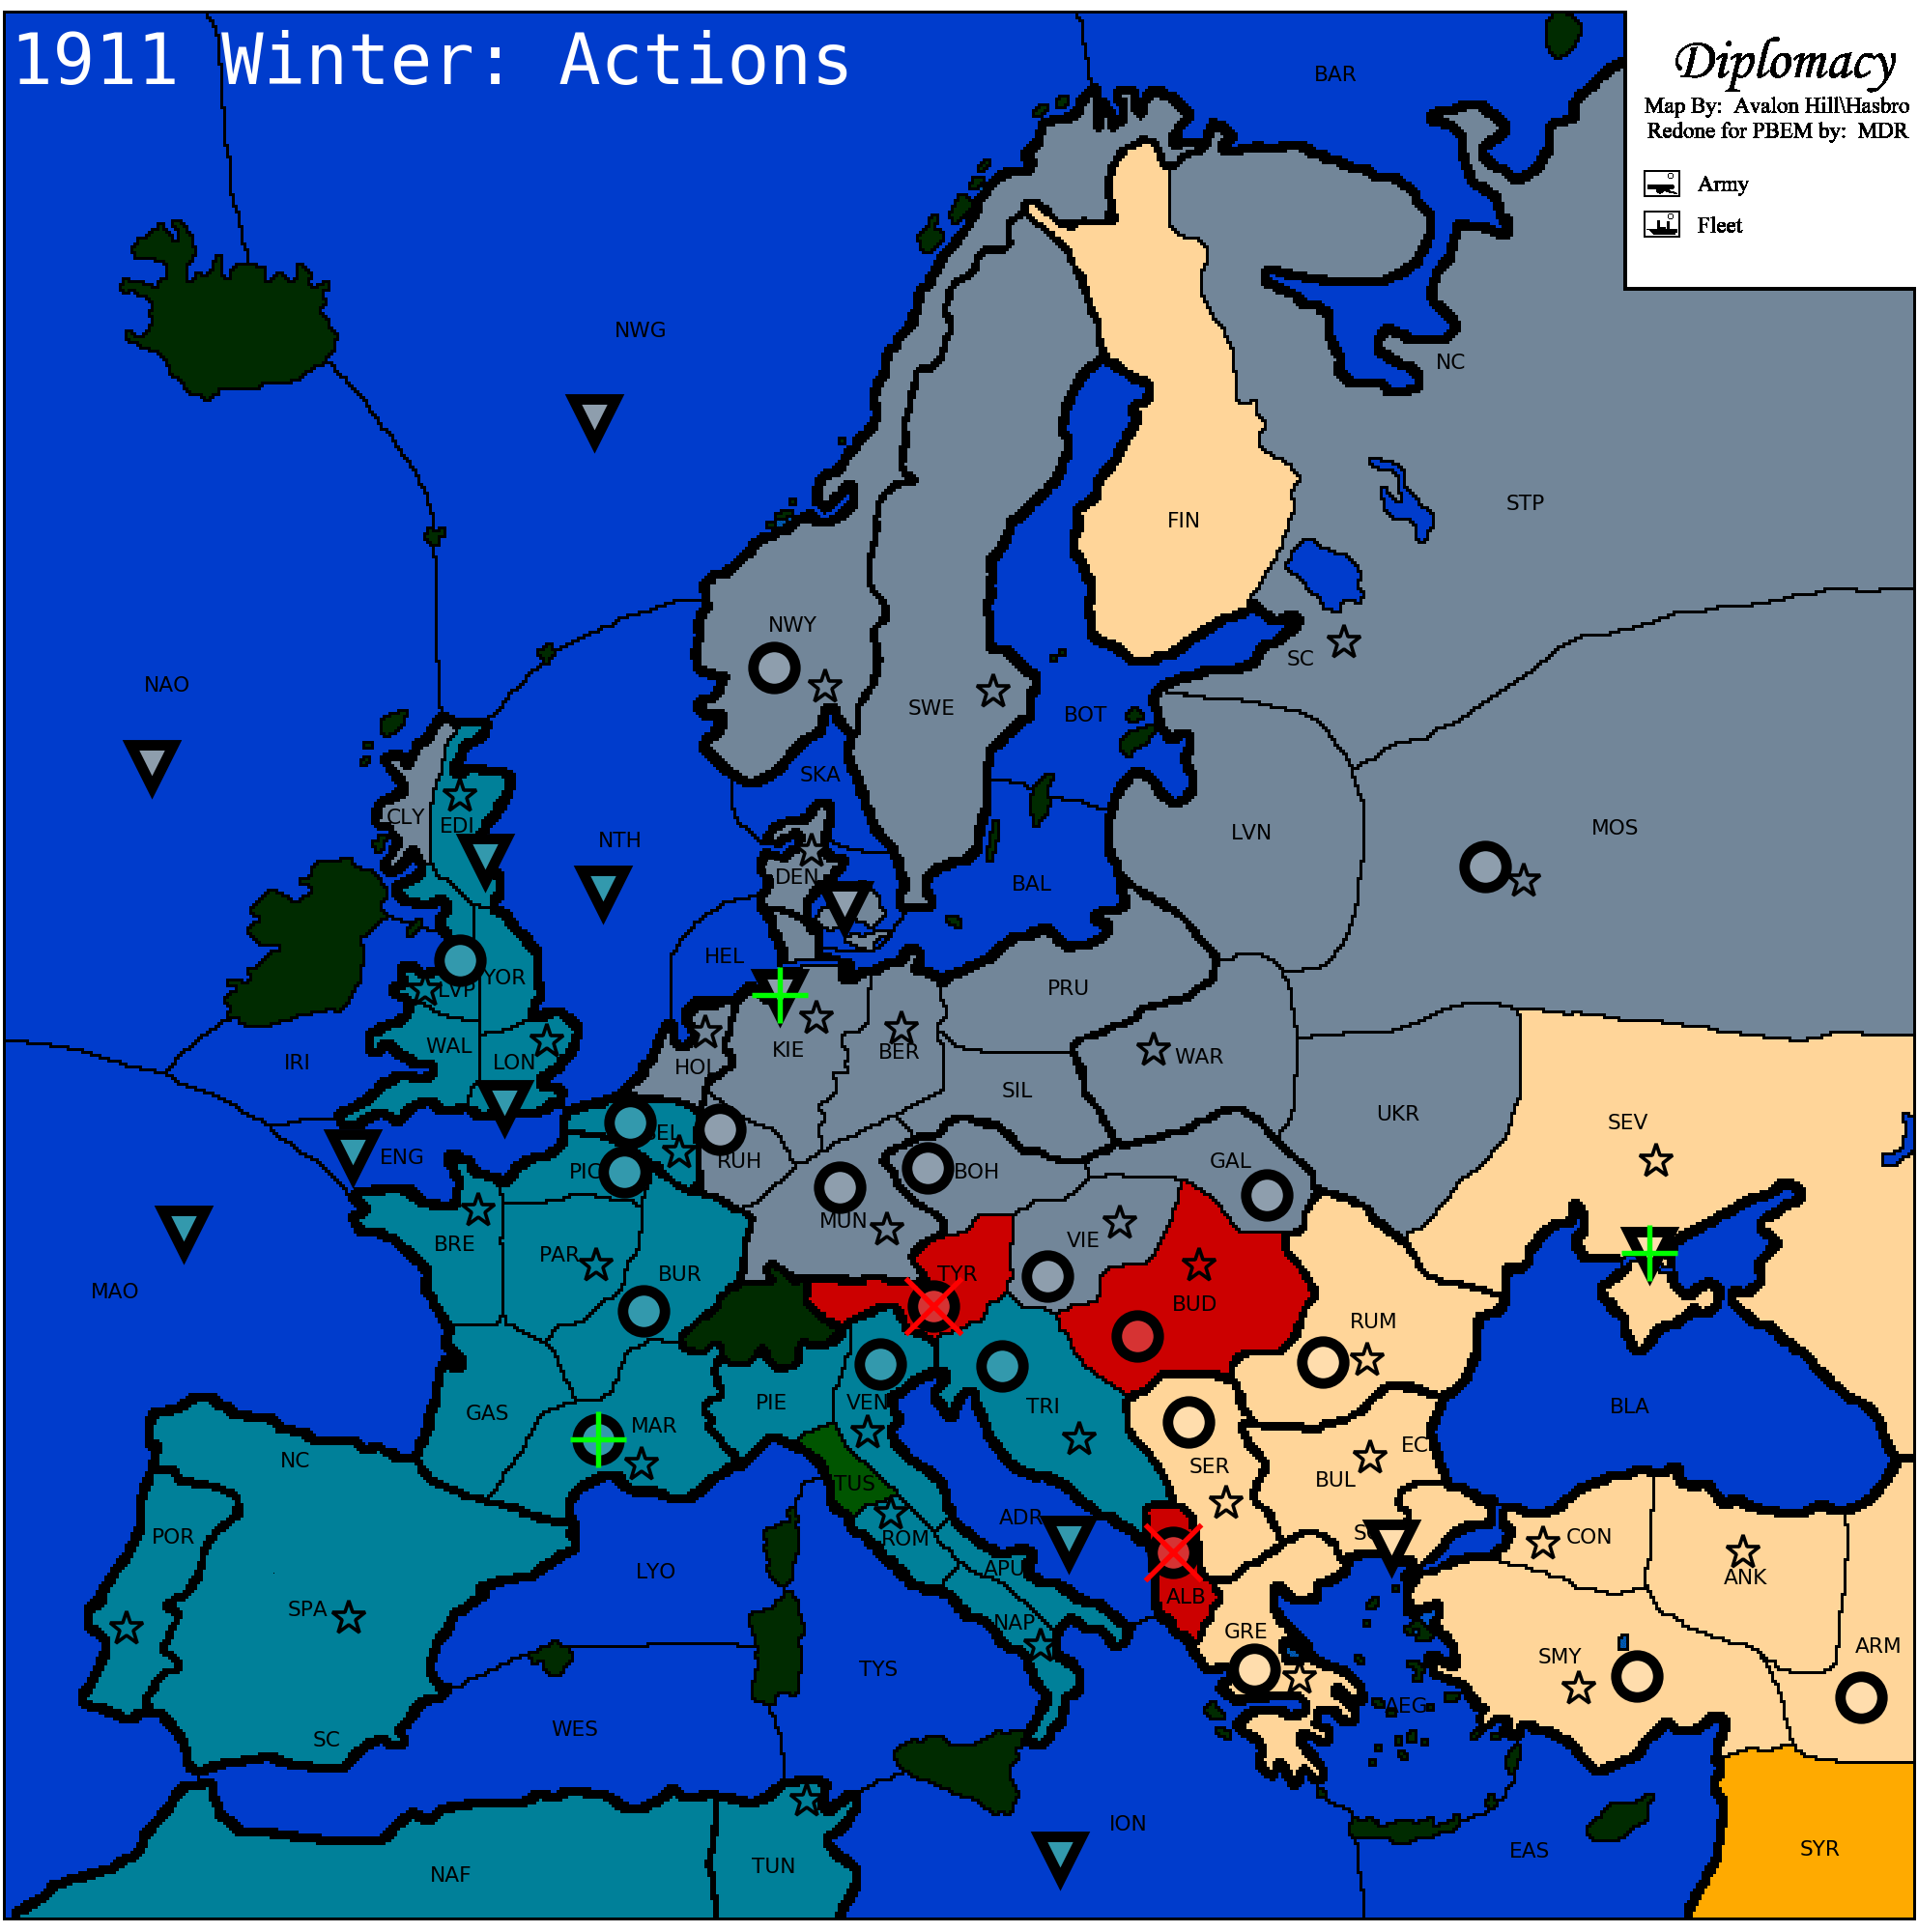 1911 Winter: Actions
Diplomacy
Map By: Avalon Hill\Hasbro
Redone for PBEM by: MDR
Army
Fleet
BAR
NWG
NC
STP
FIN
NWY
SC
NAO
SWE
BOT
SKA
CLY
EDI
NTH
LVN
MOS
DEN
BAL
HEL
YOR
LVP
PRU
WAL
LON
IRI
HOL
KIE
BER
WAR
SIL
UKR
SEV
ENG
PIC
RUH
BOH
GAL
MUN
BRE
PAR
BUR
VIE
TYR
MAO
BUD
RUM
PIE
VEN
TRI
BLA
GAS
MAR
NC
SER
BUL
TUS
POR
ADR
ROM
CON
LYO
APU
ANK
ALB
SPA
NAP
GRE
ARM
SMY
TYS
AEG
WES
SC
ION
EAS
SYR
TUN
NAF